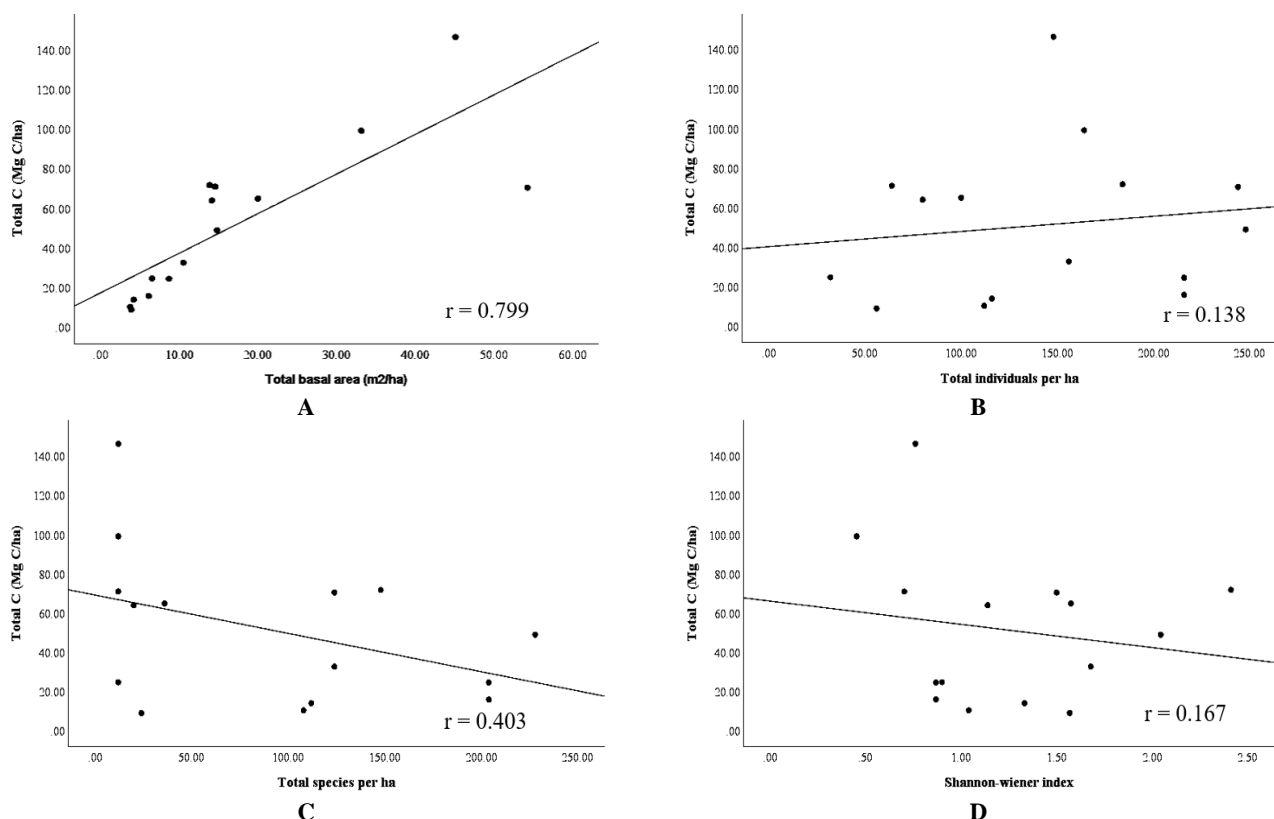 140.00
120.00
100.00
80.00
60.00
40.00
20.00
.00
Total C (Mg C/ha)
r = 0.799
.00 10.00 20.00 30.00 40.00 50.00 60.00
Total basal area (m2/ha)
A
140.00
120.00
100.00
80.00
60.00
40.00
20.00
.00
Total C (Mg C/ha)
r = 0.138
.00 50.00 100.00 150.00 200.00 250.00
Total individuals per ha
B
140.00
120.00
100.00
80.00
60.00
40.00
20.00
.00
Total C (Mg C/ha)
r = 0.403
.00 50.00 100.00 150.00 200.00 250.00
Total species per ha
C
140.00
120.00
100.00
80.00
60.00
40.00
20.00
.00
Total C (Mg C/ha)
r = 0.167
.00 .50 1.00 1.50 2.00 2.50
Shannon-wiener index
D